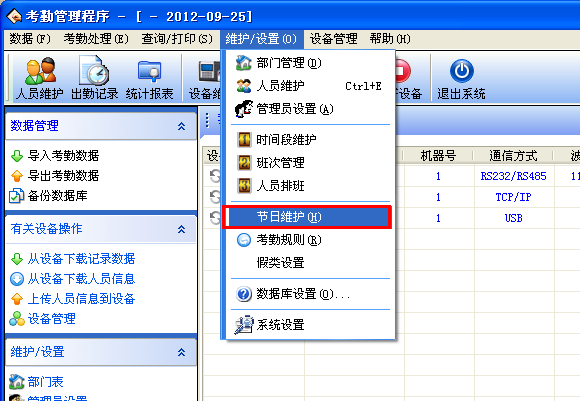 考勤管理程序 - [ - 2012-09-25]
数据(F) 考勤处理(E) 查询/打印(S) 维护/设置(O) 设备管理 帮助(H)
人员维护 出勤记录 统计报表 设备 设备 退出系统
部门管理(D)
人员维护 Ctrl+E
管理员设置(A)
时间段维护
班次管理
人员排班
节日维护(H)
考勤规则(R)
假类设置
数据库设置(O)...
系统设置
数据管理
导入考勤数据
导出考勤数据
备份数据库
有关设备操作
从设备下载记录数据
从设备下载人员信息
上传人员信息到设备
设备管理
维护/设置
部门表
管理员设置
机器号 通信方式 波
1 RS232/RS485 11
1 TCP/IP
1 USB